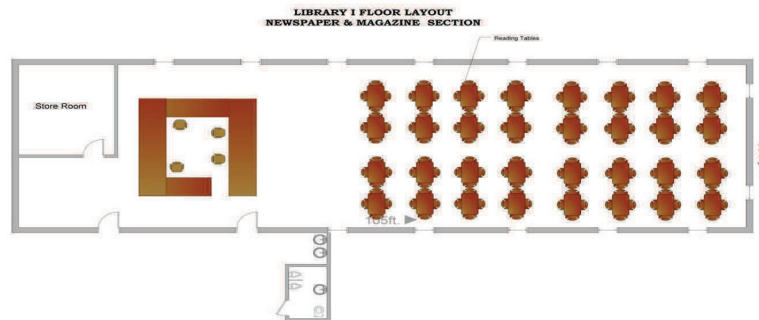 LIBRARY I FLOOR LAYOUT
NEWSPAPER & MAGAZINE SECTION
Reading Tables
Store Room
105ft.